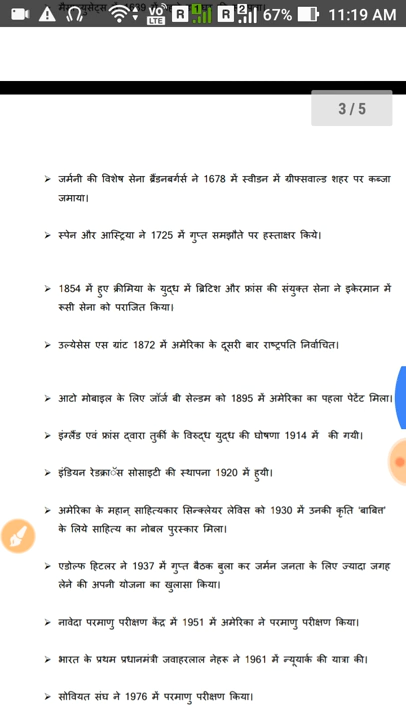 VO LTE R 1 R 2 67% 11:19 AM
3 / 5
➢ जर्मनी की विशेष सेना ब्रैंडनबर्गर्स ने 1678 में स्वीडन में ग्रीफ्सवाल्ड शहर पर कब्जा
जमाया।
➢ स्पेन और आस्ट्रिया ने 1725 में गुप्त समझौते पर हस्ताक्षर किये।
➢ 1854 में हुए क्रीमिया के युद्ध में ब्रिटिश और फ्रांस की संयुक्त सेना ने इकेरमान में
रूसी सेना को पराजित किया।
➢ उल्येसेस एस ग्रांट 1872 में अमेरिका के दूसरी बार राष्ट्रपति निर्वाचित।
➢ आटो मोबाइल के लिए जॉर्ज बी सेल्डम को 1895 में अमेरिका का पहला पेटेंट मिला।
➢ इंग्लैंड एवं फ्रांस द्वारा तुर्की के विरुद्ध युद्ध की घोषणा 1914 में की गयी।
➢ इंडियन रेडक्राॅस सोसाइटी की स्थापना 1920 में हुयी।
➢ अमेरिका के महान् साहित्यकार सिन्क्लेयर लेविस को 1930 में उनकी कृति 'बाबित्त'
के लिये साहित्य का नोबल पुरस्कार मिला।
➢ एडोल्फ हिटलर ने 1937 में गुप्त बैठक बुला कर जर्मन जनता के लिए ज्यादा जगह
लेने की अपनी योजना का खुलासा किया।
➢ नावेदा परमाणु परीक्षण केंद्र में 1951 में अमेरिका ने परमाणु परीक्षण किया।
➢ भारत के प्रथम प्रधानमंत्री जवाहरलाल नेहरू ने 1961 में न्यूयार्क की यात्रा की।
➢ सोवियत संघ ने 1976 में परमाणु परीक्षण किया।